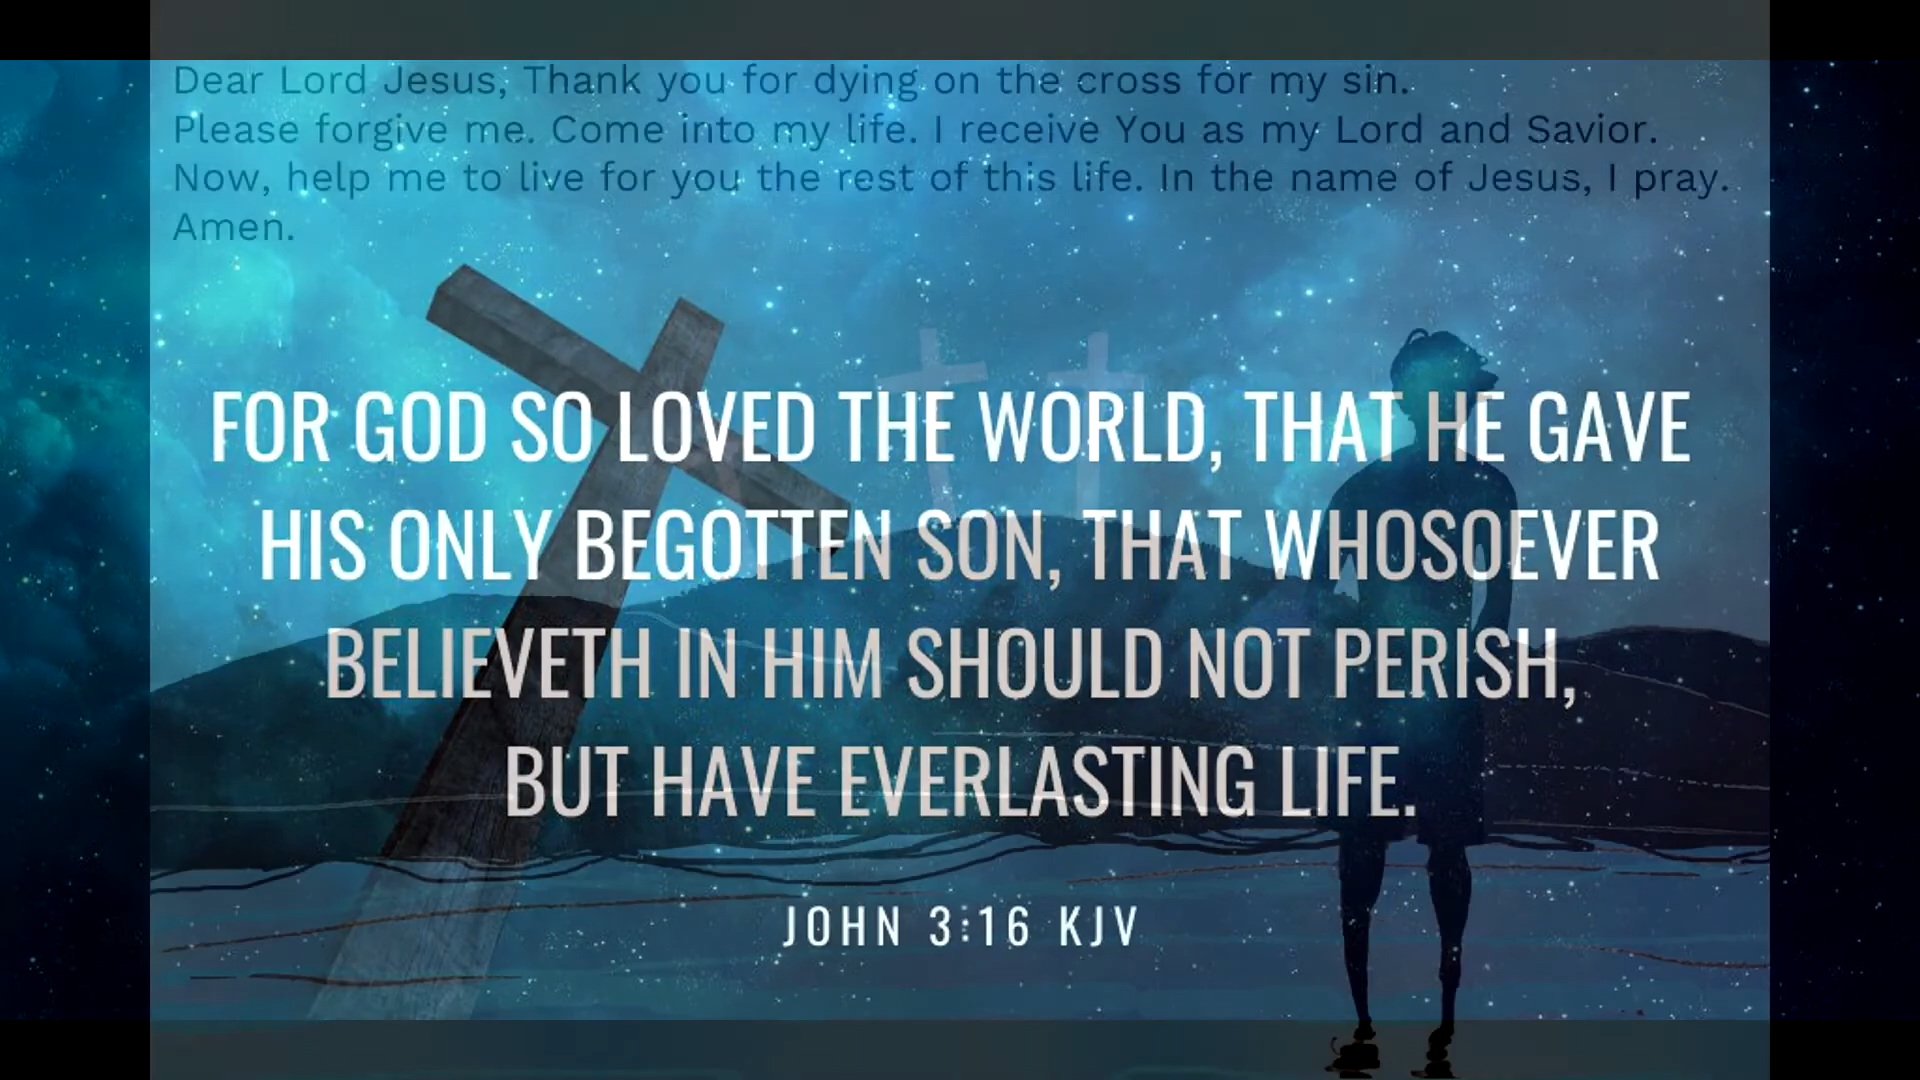 Dear Lord Jesus, Thank you for dying on the cross for my sin.
Please forgive me. Come into my life. I receive You as my Lord and Savior.
Now, help me to live for you the rest of this life. In the name of Jesus, I pray.
Amen.
FOR GOD SO LOVED THE WORLD, THAT HE GAVE
HIS ONLY BEGOTTEN SON, THAT WHOSOEVER
BELIEVETH IN HIM SHOULD NOT PERISH,
BUT HAVE EVERLASTING LIFE.
JOHN 3:16 KJV